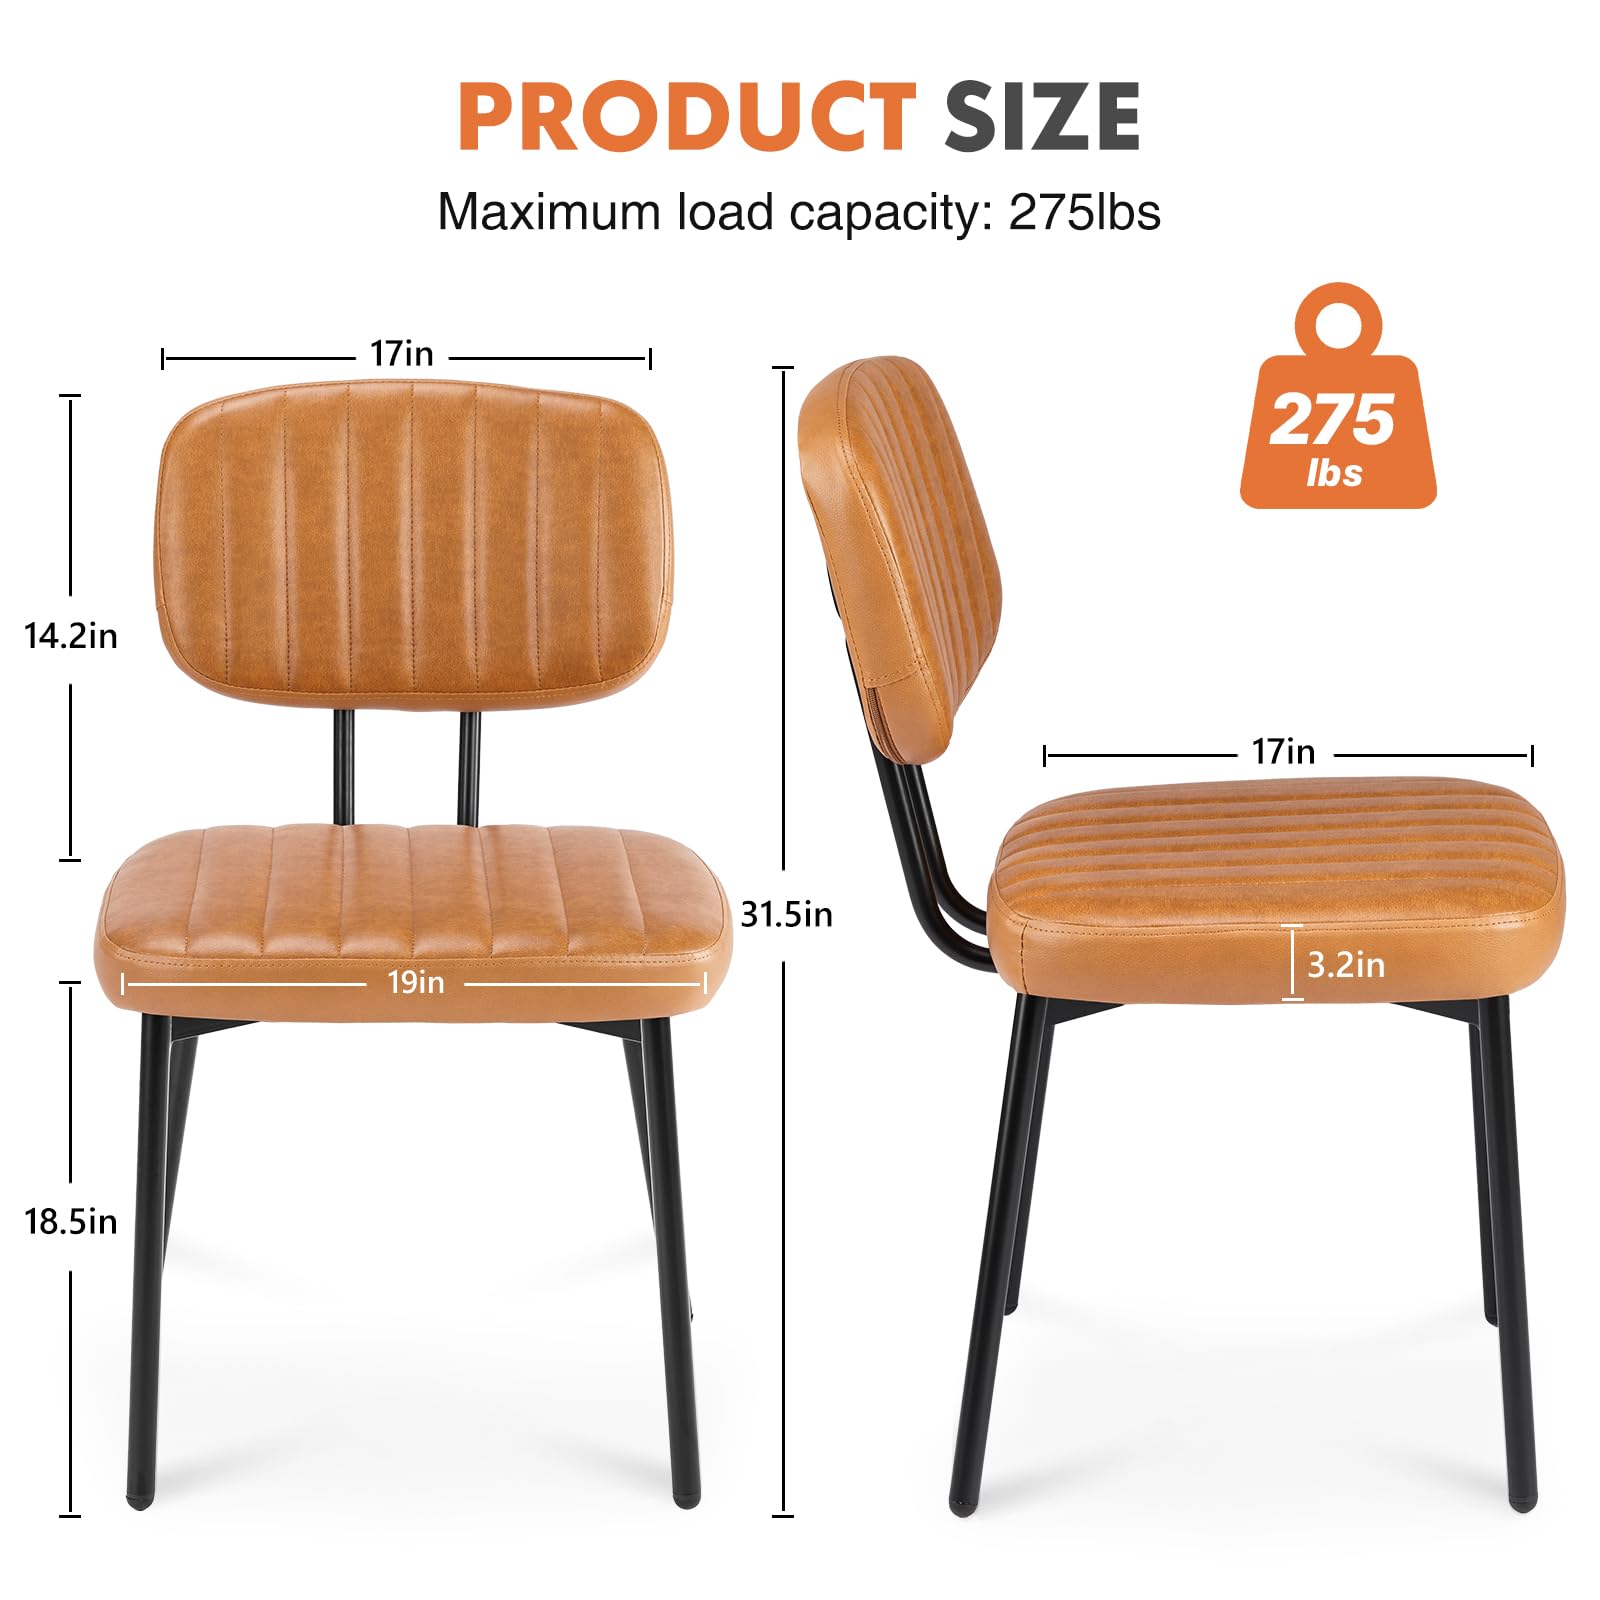 PRODUCT SIZE
Maximum load capacity: 275lbs
275
lbs
17in
14.2in
17in
31.5in
19in
3.2in
18.5in